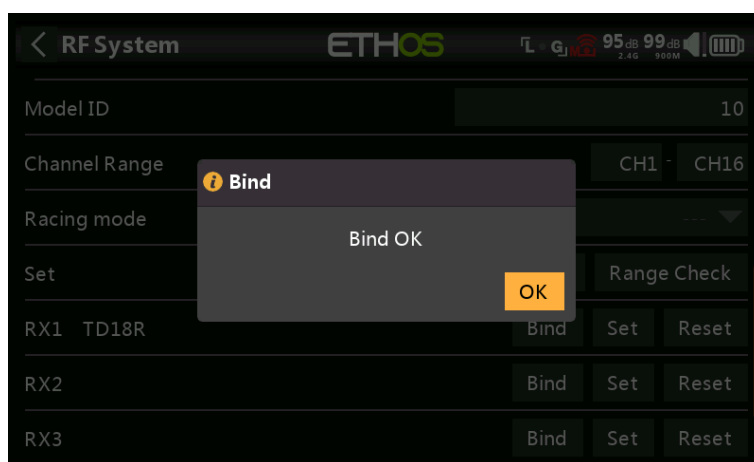 RF System ETHOS L G M 95dB 2.4G 99dB 900M
Model ID 10
Channel Range CH1 - CH16
Bind
Racing mode ---
Bind OK
Set Range Check
OK
RX1 TD18R Bind Set Reset
RX2 Bind Set Reset
RX3 Bind Set Reset